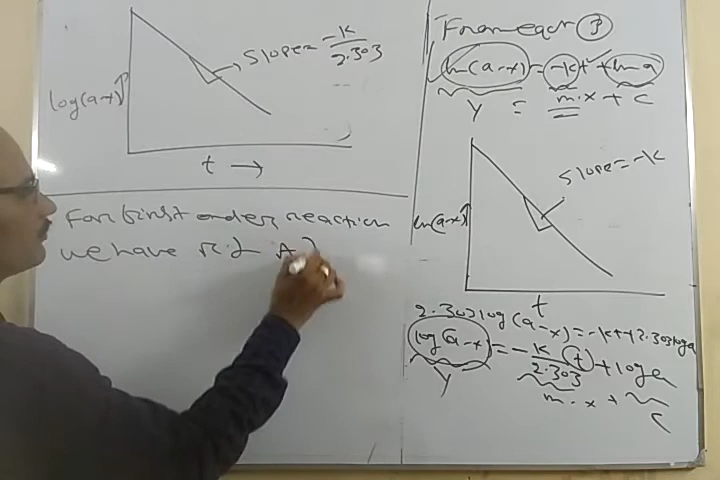 log(a-x)
slope = -k/2.303
t →
For first order reaction
we have r ∝ A
From eqn ③
ln(a-x) = -kt + ln a
y = m.x + c
ln(a-x)
slope = -k
t
2.303 log(a-x) = -kt + 2.303 log a
log(a-x) = -k/2.303 (t) + log a
y m.x + c